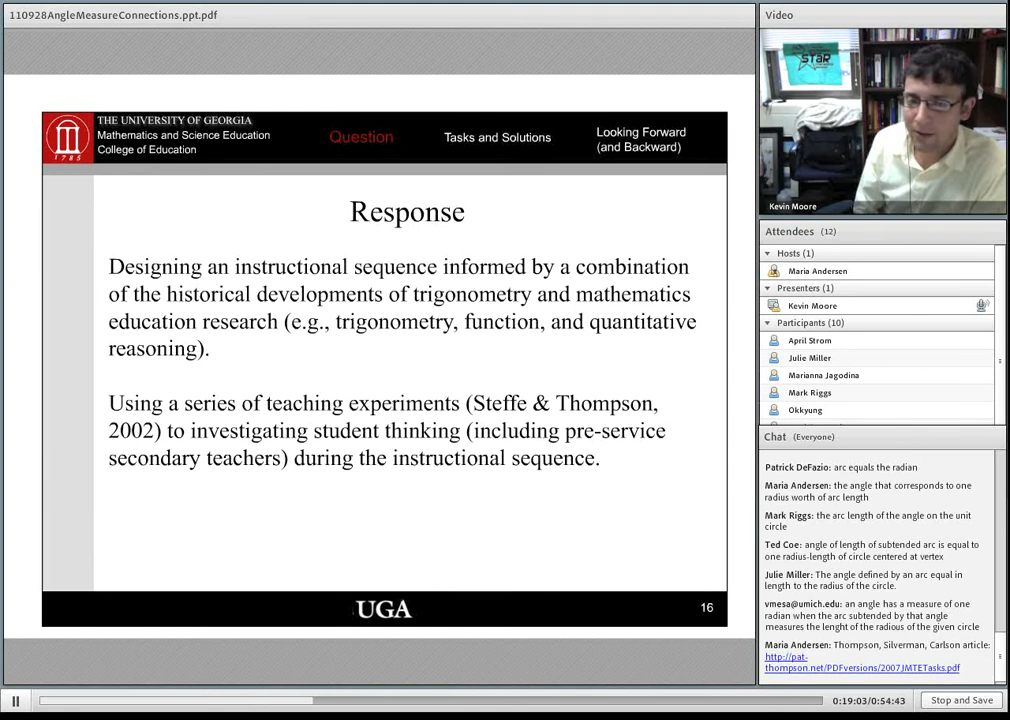 110928AngleMeasureConnections.ppt.pdf
THE UNIVERSITY OF GEORGIA
Mathematics and Science Education
College of Education
1785
Question
Tasks and Solutions
Looking Forward
(and Backward)
Response
Designing an instructional sequence informed by a combination
of the historical developments of trigonometry and mathematics
education research (e.g., trigonometry, function, and quantitative
reasoning).
Using a series of teaching experiments (Steffe & Thompson,
2002) to investigating student thinking (including pre-service
secondary teachers) during the instructional sequence.
UGA
16
Video
STaR
Kevin Moore
Attendees (12)
Hosts (1)
Maria Andersen
Presenters (1)
Kevin Moore
Participants (10)
April Strom
Julie Miller
Marianna Jagodina
Mark Riggs
Okkyung
Chat (Everyone)
Patrick DeFazio: arc equals the radian
Maria Andersen: the angle that corresponds to one
radius worth of arc length
Mark Riggs: the arc length of the angle on the unit
circle
Ted Coe: angle of length of subtended arc is equal to
one radius-length of circle centered at vertex
Julie Miller: The angle defined by an arc equal in
length to the radius of the circle.
vmesa@umich.edu: an angle has a measure of one
radian when the arc subtended by that angle
measures the lenght of the radious of the given circle
Maria Andersen: Thompson, Silverman, Carlson article:
http://pat-
thompson.net/PDFversions/2007JMTETasks.pdf
0:19:03/0:54:43
Stop and Save